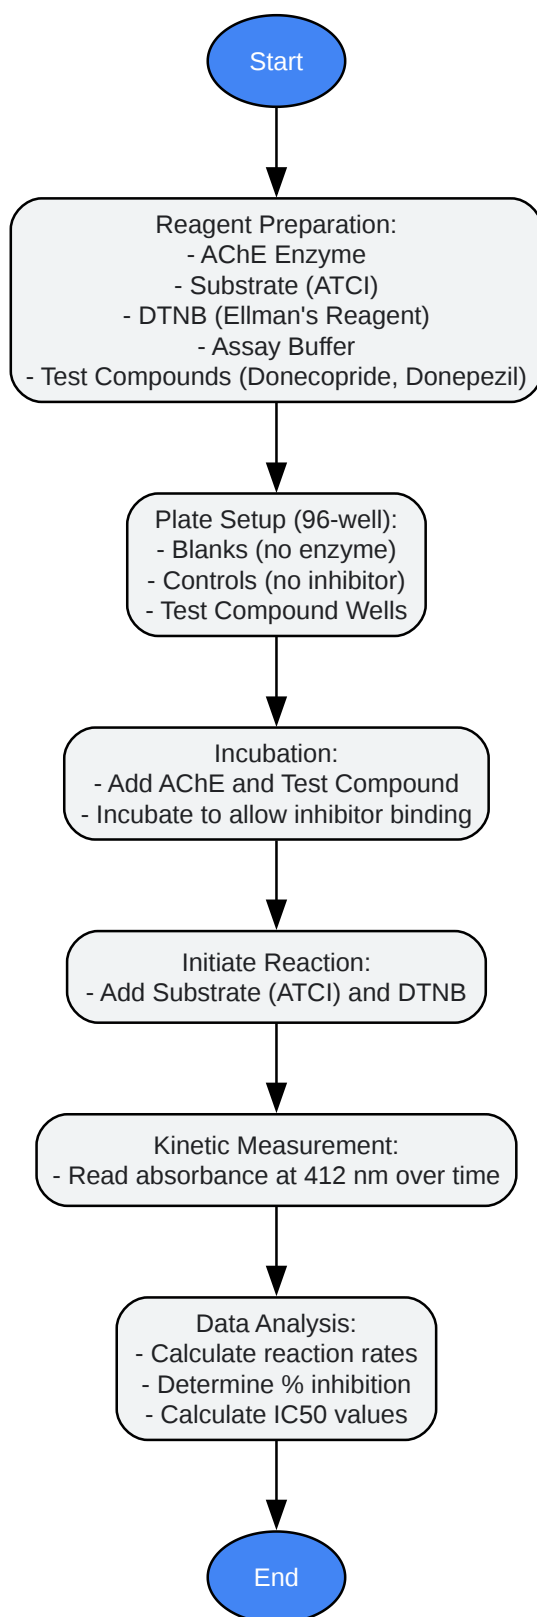 Start
Reagent Preparation:
- AChE Enzyme
- Substrate (ATCI)
- DTNB (Ellman's Reagent)
- Assay Buffer
- Test Compounds (Donecopride, Donepezil)
Plate Setup (96-well):
- Blanks (no enzyme)
- Controls (no inhibitor)
- Test Compound Wells
Incubation:
- Add AChE and Test Compound
- Incubate to allow inhibitor binding
Initiate Reaction:
- Add Substrate (ATCI) and DTNB
Kinetic Measurement:
- Read absorbance at 412 nm over time
Data Analysis:
- Calculate reaction rates
- Determine % inhibition
- Calculate IC50 values
End